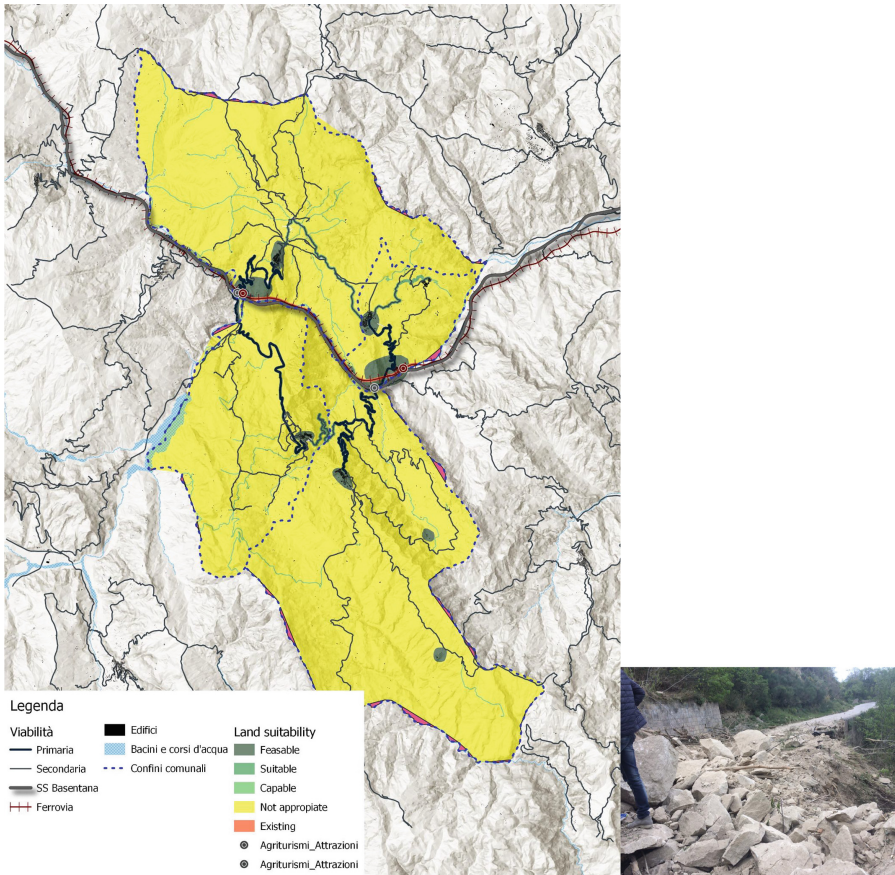 Legenda
Viabilità
Primaria
Secondaria
SS Basentana
Ferrovia
Edifici
Bacini e corsi d'acqua
Confini comunali
Land suitability
Feasable
Suitable
Capable
Not appropiate
Existing
Agriturismi_Attrazioni
Agriturismi_Attrazioni